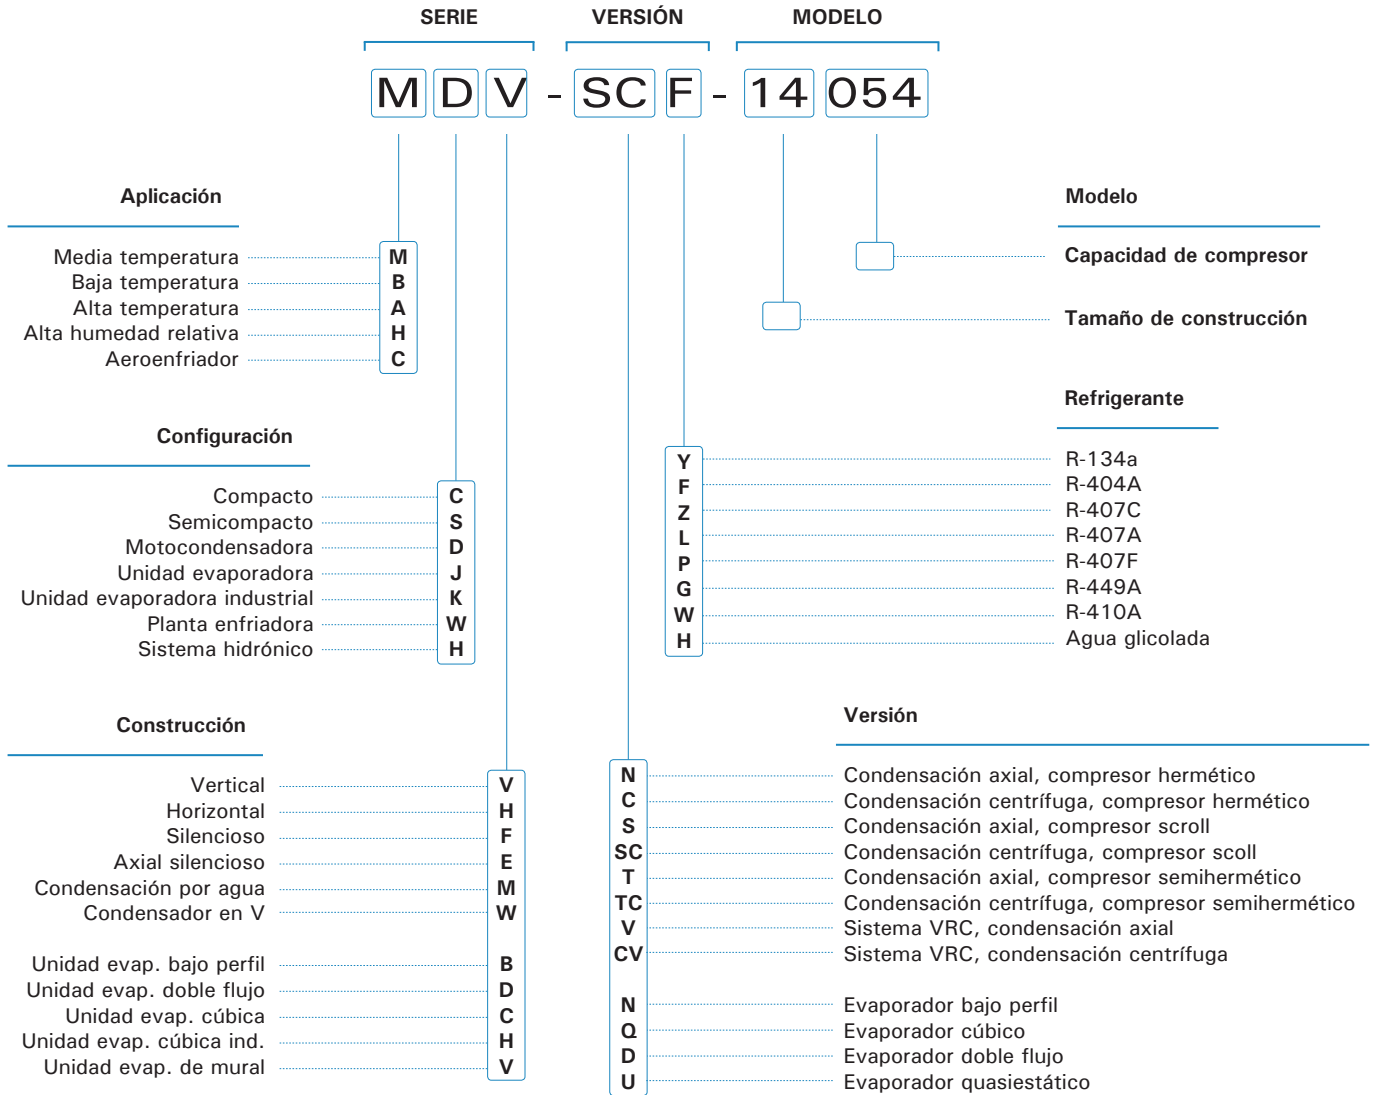 SERIE VERSIÓN MODELO
M D V - SC F - 14 054
Aplicación
Media temperatura M
Baja temperatura B
Alta temperatura A
Alta humedad relativa H
Aeroenfriador C
Modelo
Capacidad de compresor
Tamaño de construcción
Configuración
Compacto C
Semicompacto S
Motocondensadora D
Unidad evaporadora J
Unidad evaporadora industrial K
Planta enfriadora W
Sistema hidrónico H
Refrigerante
Y R-134a
F R-404A
Z R-407C
L R-407A
P R-407F
G R-449A
W R-410A
H Agua glicolada
Construcción
Vertical V
Horizontal H
Silencioso F
Axial silencioso E
Condensación por agua M
Condensador en V W
Unidad evap. bajo perfil B
Unidad evap. doble flujo D
Unidad evap. cúbica C
Unidad evap. cúbica ind. H
Unidad evap. de mural V
Versión
N Condensación axial, compresor hermético
C Condensación centrífuga, compresor hermético
S Condensación axial, compresor scroll
SC Condensación centrífuga, compresor scoll
T Condensación axial, compresor semihermético
TC Condensación centrífuga, compresor semihermético
V Sistema VRC, condensación axial
CV Sistema VRC, condensación centrífuga
N Evaporador bajo perfil
Q Evaporador cúbico
D Evaporador doble flujo
U Evaporador quasiestático